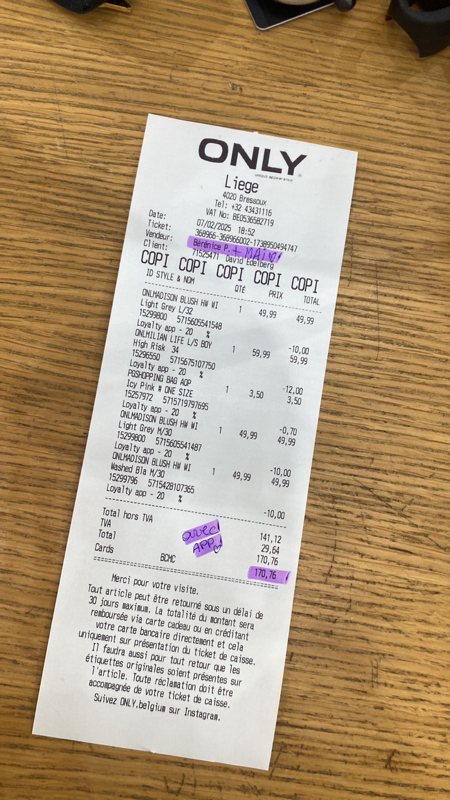 ONLY
Liege
4020 Bressoux
Tel: +32 43431116
VAT No: BE0536582719
Date: 07/02/2025 18:52
Ticket: 368966-368966002-1738950494747
Vendeur: Bérénice P. + MAIVI
Client: 71525471 David Edelberg
COPI COPI COPI COPI COPI
ID STYLE & NOM QTÉ PRIX TOTAL
ONLMADISON BLUSH HW WI 1 49,99 49,99
Light Grey L/32
15299800 5715605541548
Loyalty app - 20 % -10,00
ONLMILIAN LIFE L/S BOY 1 59,99 59,99
High Risk 34
15296550 5715675107750
Loyalty app - 20 % -12,00
PGSHOPPING BAG AOP 1 3,50 3,50
Icy Pink # ONE SIZE
15257972 5715719797695
Loyalty app - 20 % -0,70
ONLMADISON BLUSH HW WI 1 49,99 49,99
Light Grey M/30
15299800 5715605541487
Loyalty app - 20 % -10,00
ONLMADISON BLUSH HW WI 1 49,99 49,99
Washed Bla M/30
15299796 5715428107365
Loyalty app - 20 % -10,00
Total hors TVA 141,12
TVA 29,64
Total 170,76
Cards BCMC 170,76
avec
APP
Merci pour votre visite.
Tout article peut être retourné sous un délai de
30 jours maximum. La totalité du montant sera
remboursée via carte cadeau ou en créditant
votre carte bancaire directement et cela
uniquement sur présentation du ticket de caisse.
Il faudra aussi pour tout retour que les
étiquettes originales soient présentes sur
l'article. Toute réclamation doit être
accompagnée de votre ticket de caisse.
Suivez ONLY.belgium sur Instagram.